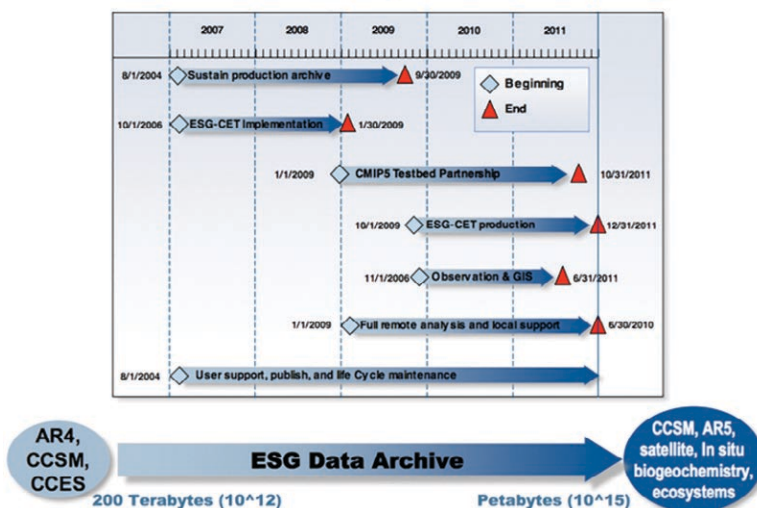 2007 2008 2009 2010 2011
8/1/2004 Sustain production archive 9/30/2009
Beginning
End
10/1/2006 ESG-CET Implementation 1/30/2009
1/1/2009 CMIP5 Testbed Partnership 10/31/2011
10/1/2009 ESG-CET production 12/31/2011
11/1/2006 Observation & GIS 6/31/2011
1/1/2009 Full remote analysis and local support 6/30/2010
8/1/2004 User support, publish, and life Cycle maintenance
AR4,
CCSM,
CCES
ESG Data Archive
CCSM, AR5,
satellite, In situ
biogeochemistry,
ecosystems
200 Terabytes (10^12) Petabytes (10^15)